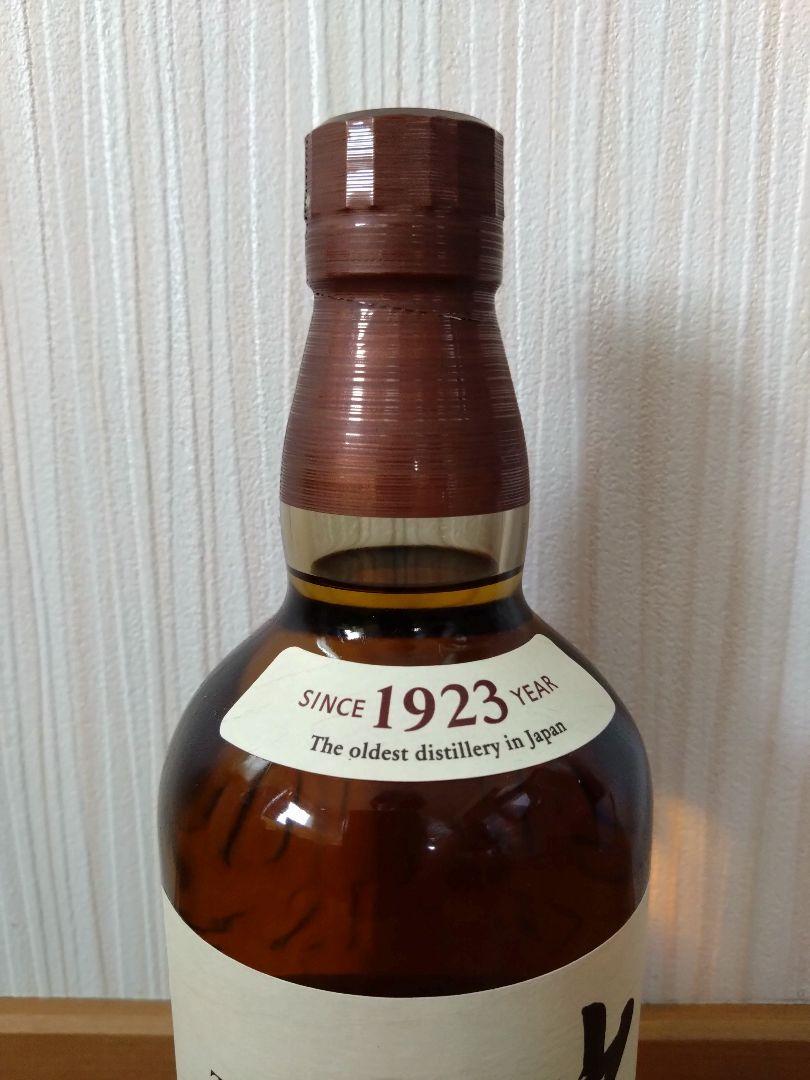 SINCE 1923 YEAR
The oldest distillery in Japan